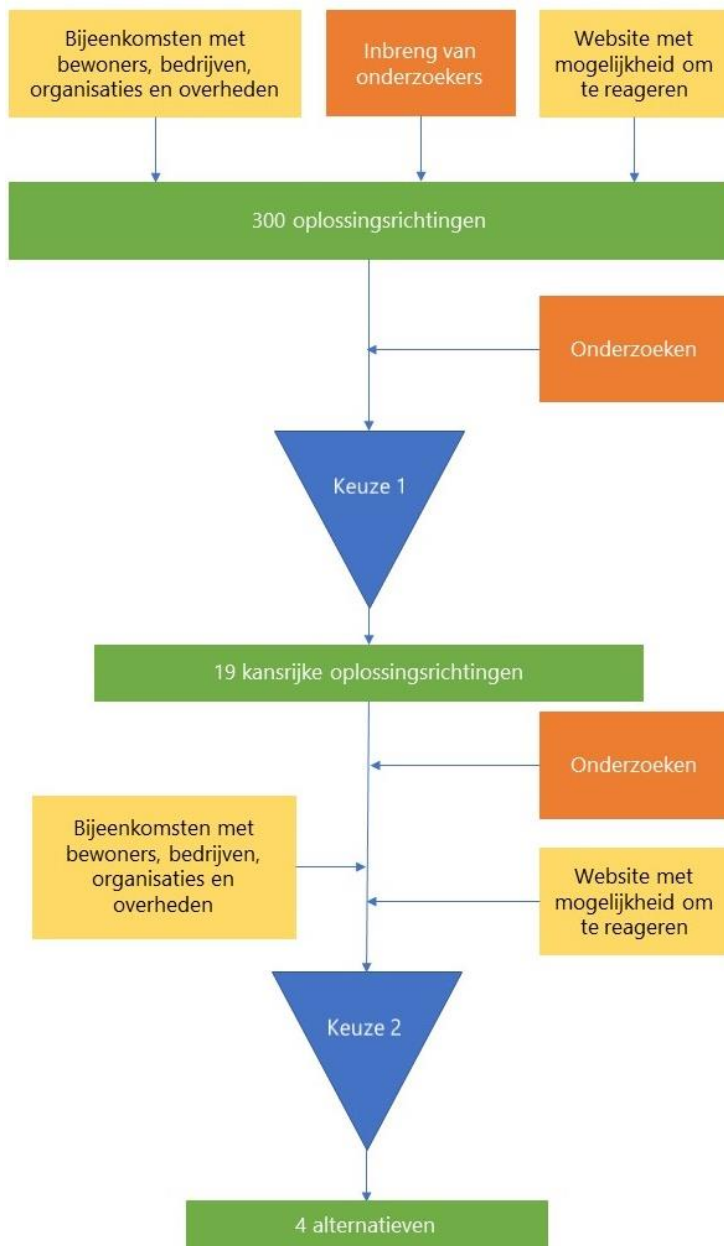 Bijeenkomsten met
bewoners, bedrijven,
organisaties en overheden
Inbreng van
onderzoekers
Website met
mogelijkheid om
te reageren
300 oplossingsrichtingen
Onderzoeken
Keuze 1
19 kansrijke oplossingsrichtingen
Onderzoeken
Bijeenkomsten met
bewoners, bedrijven,
organisaties en
overheden
Website met
mogelijkheid om
te reageren
Keuze 2
4 alternatieven